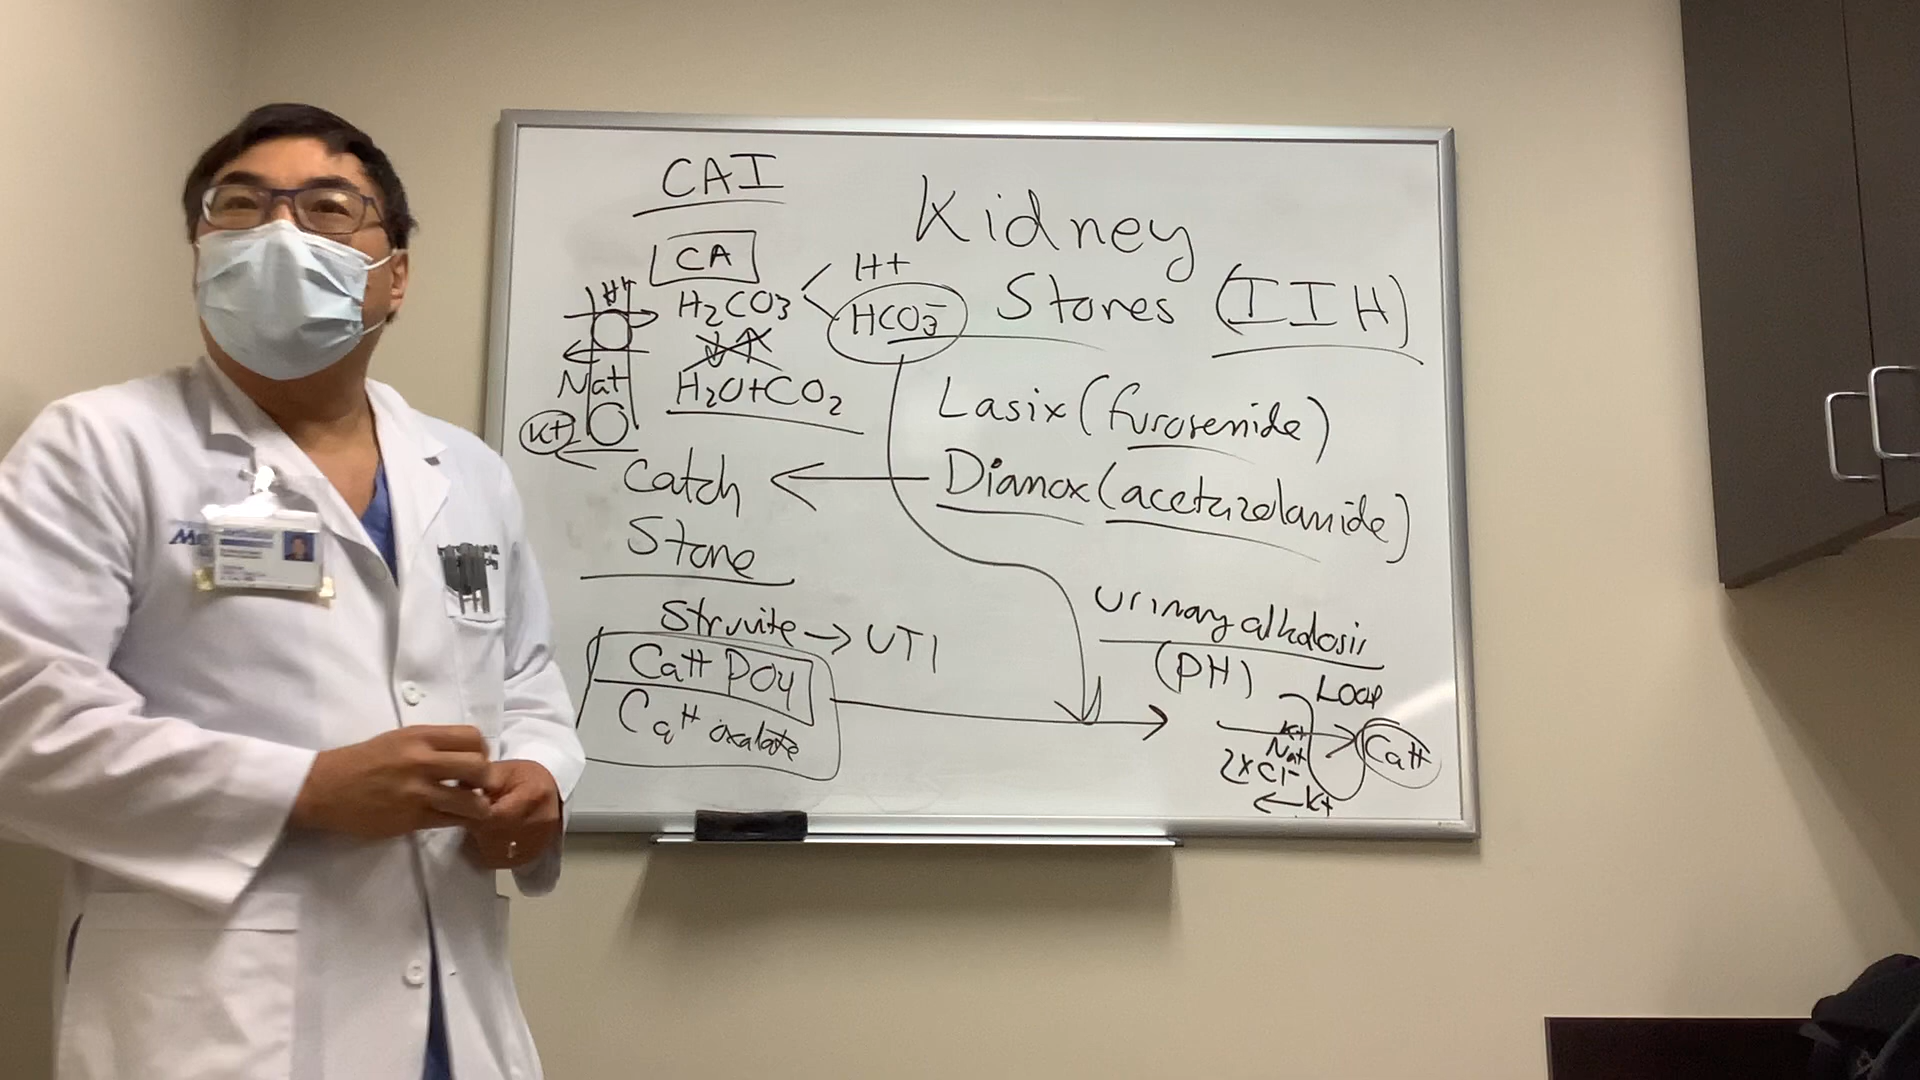 CAI
CA
H+
H2CO3
H+
HCO3-
H2O+CO2
Na+
K+
Kidney
Stones (IIH)
Lasix (furosemide)
Diamox (acetazolamide)
Catch
Stone
Struvite → UTI
Ca++ PO4
Ca++ oxalate
urinary alkalosis
(PH)
Loop
K+
Na+
2xCl-
K+
Ca++
Me